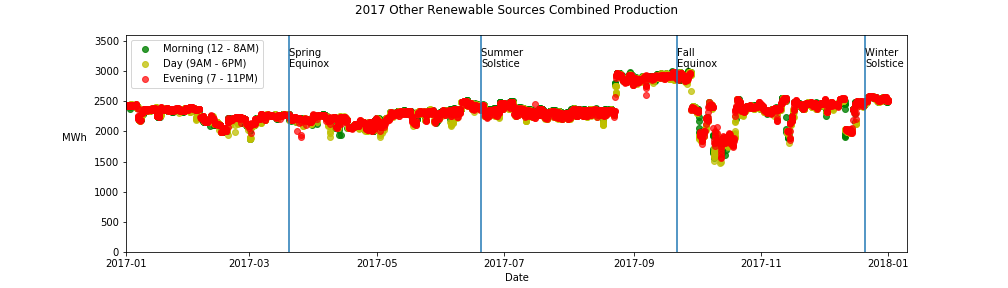 2017 Other Renewable Sources Combined Production
3500
3000
2500
2000
1500
1000
500
0
MWh
Morning (12 - 8AM)
Day (9AM - 6PM)
Evening (7 - 11PM)
Spring
Equinox
Summer
Solstice
Fall
Equinox
Winter
Solstice
2017-01
2017-03
2017-05
2017-07
2017-09
2017-11
2018-01
Date